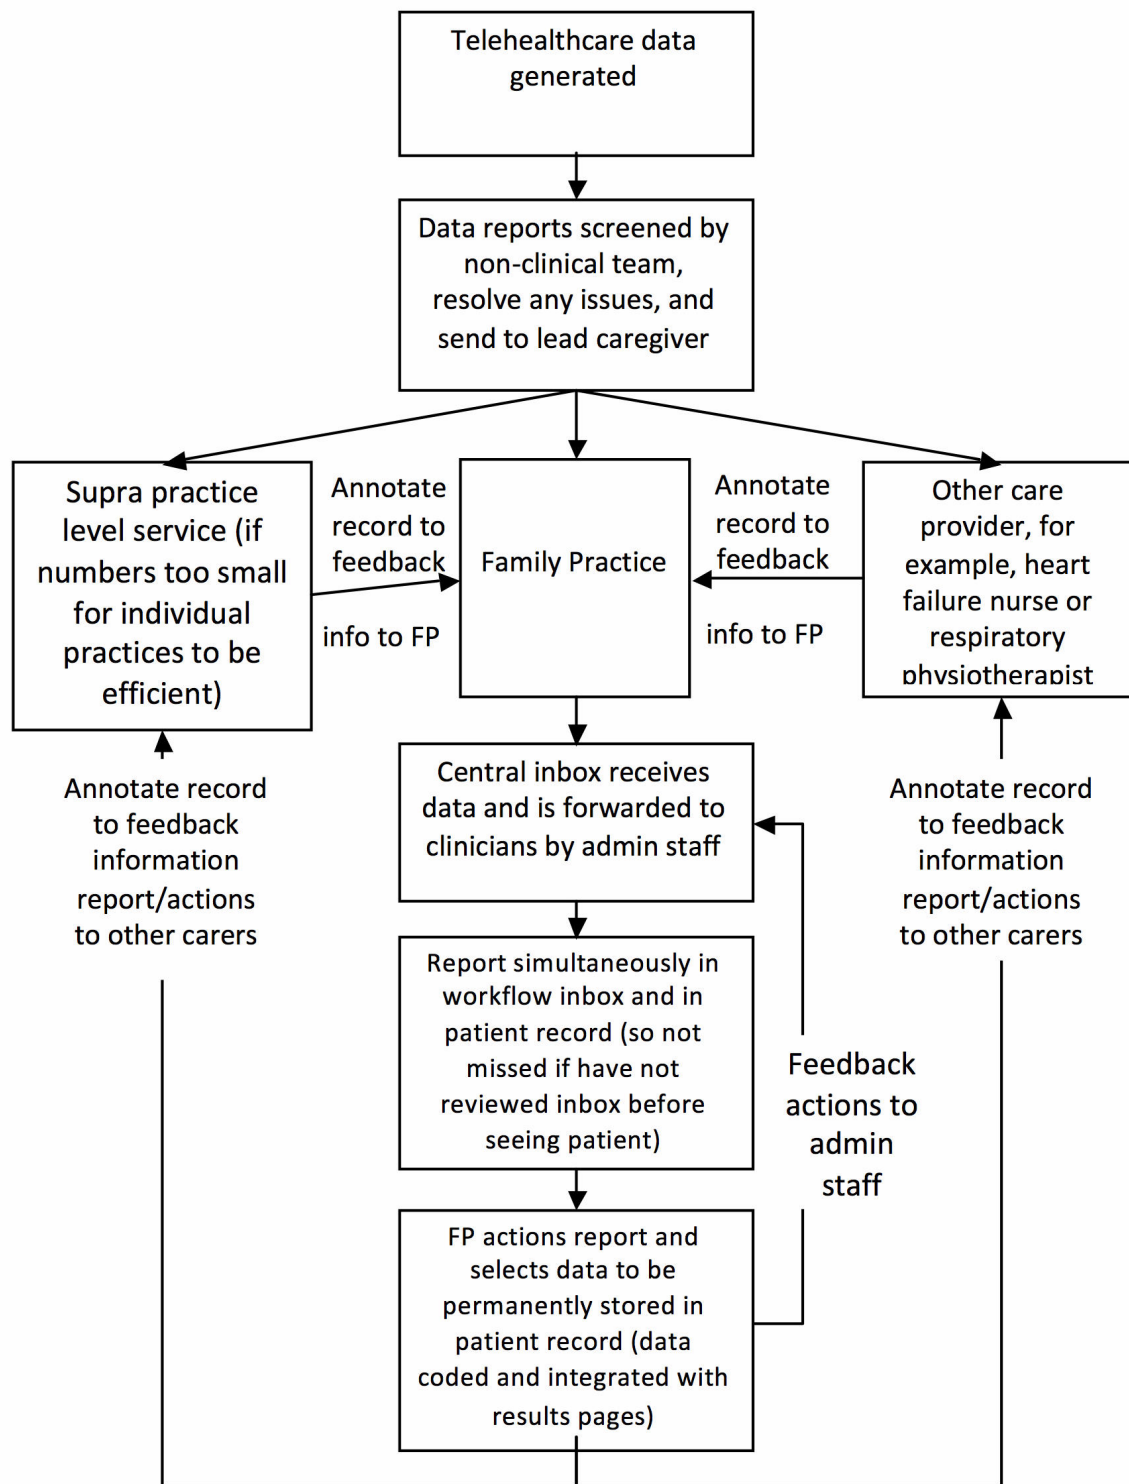 Telehealthcare data
generated
Data reports screened by
non-clinical team,
resolve any issues, and
send to lead caregiver
Supra practice
level service (if
numbers too small
for individual
practices to be
efficient)
Annotate
record to
feedback
info to FP
Family Practice
Annotate
record to
feedback
info to FP
Other care
provider, for
example, heart
failure nurse or
respiratory
physiotherapist
Central inbox receives
data and is forwarded to
clinicians by admin staff
Annotate record
to feedback
information
report/actions
to other carers
Annotate record
to feedback
information
report/actions
to other carers
Report simultaneously in
workflow inbox and in
patient record (so not
missed if have not
reviewed inbox before
seeing patient)
Feedback
actions to
admin
staff
FP actions report and
selects data to be
permanently stored in
patient record (data
coded and integrated with
results pages)